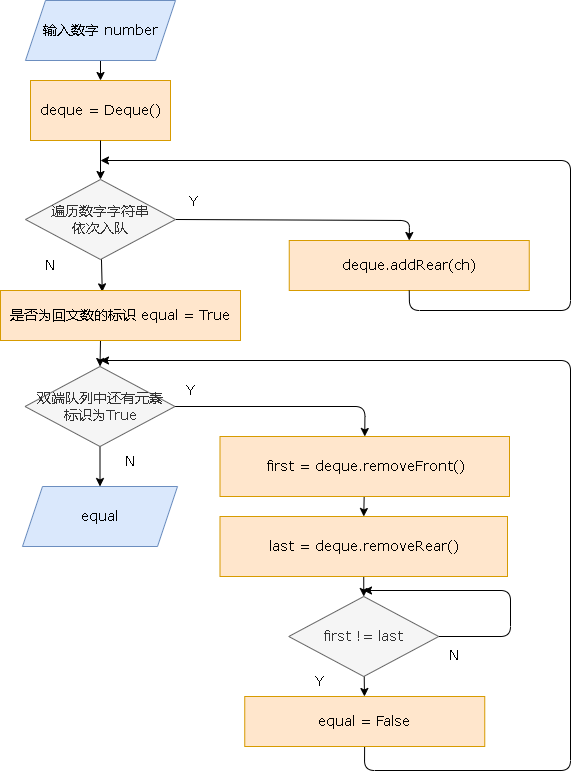 输入数字 number
deque = Deque()
遍历数字字符串
依次入队
Y
deque.addRear(ch)
N
是否为回文数的标识 equal = True
双端队列中还有元素
标识为True
Y
first = deque.removeFront()
N
equal
last = deque.removeRear()
first != last
N
Y
equal = False